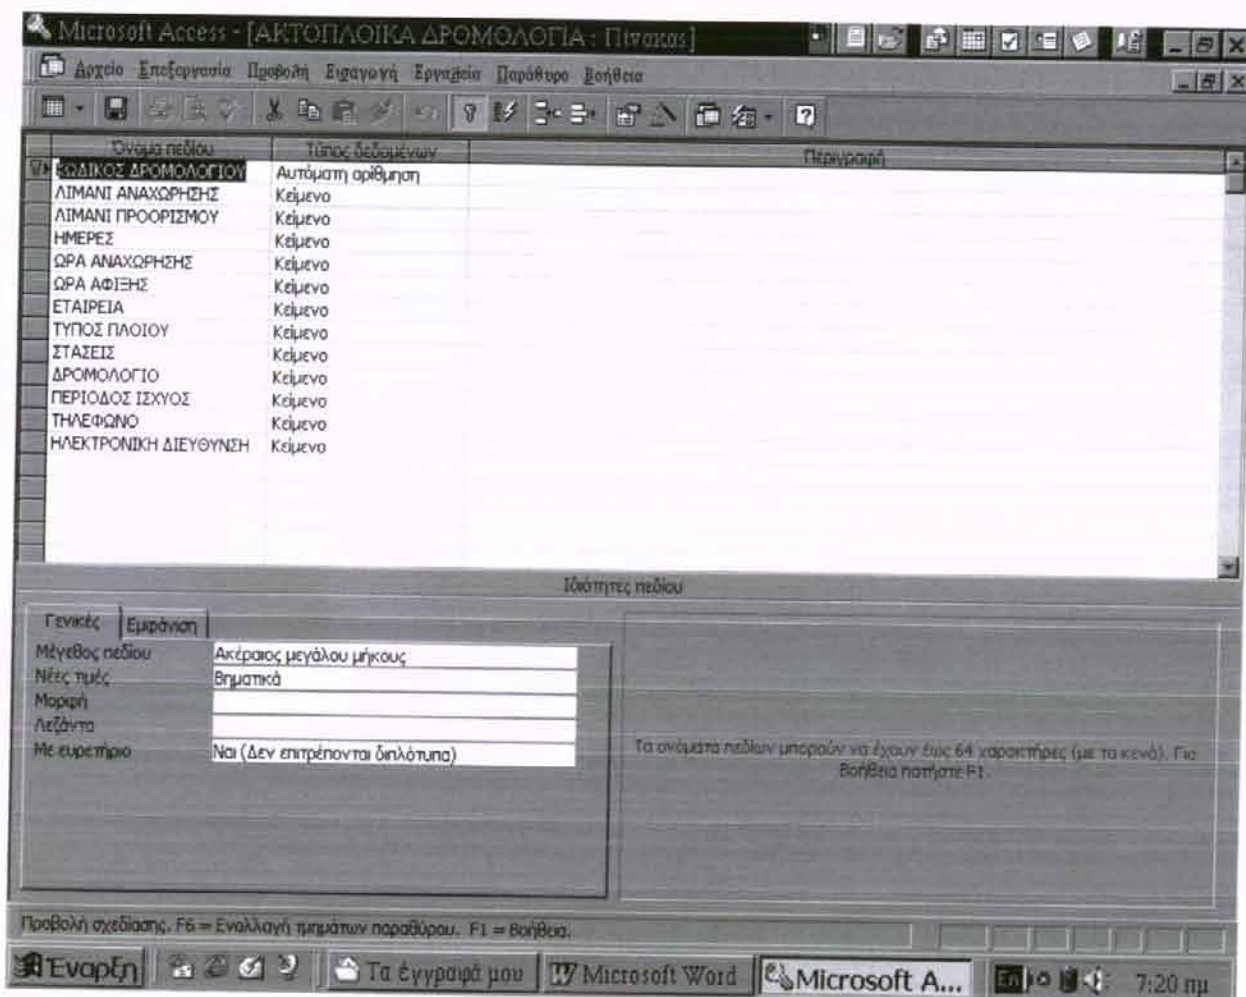 Microsoft Access - [ΑΚΤΟΠΛΟΙΚΑ ΔΡΟΜΟΛΟΓΙΑ : Πίνακας]
Αρχείο Επεξεργασία Προβολή Εισαγωγή Εργαλεία Παράθυρο Βοήθεια
Όνομα πεδίου Τύπος δεδομένων Περιγραφή
ΚΩΔΙΚΟΣ ΔΡΟΜΟΛΟΓΙΟΥ Αυτόματη αρίθμηση
ΛΙΜΑΝΙ ΑΝΑΧΩΡΗΣΗΣ Κείμενο
ΛΙΜΑΝΙ ΠΡΟΟΡΙΣΜΟΥ Κείμενο
ΗΜΕΡΕΣ Κείμενο
ΩΡΑ ΑΝΑΧΩΡΗΣΗΣ Κείμενο
ΩΡΑ ΑΦΙΞΗΣ Κείμενο
ΕΤΑΙΡΕΙΑ Κείμενο
ΤΥΠΟΣ ΠΛΟΙΟΥ Κείμενο
ΣΤΑΣΕΙΣ Κείμενο
ΔΡΟΜΟΛΟΓΙΟ Κείμενο
ΠΕΡΙΟΔΟΣ ΙΣΧΥΟΣ Κείμενο
ΤΗΛΕΦΩΝΟ Κείμενο
ΗΛΕΚΤΡΟΝΙΚΗ ΔΙΕΥΘΥΝΣΗ Κείμενο
Ιδιότητες πεδίου
Γενικές Εμφάνιση
Μέγεθος πεδίου Ακέραιος μεγάλου μήκους
Νέες τιμές Βηματικά
Μορφή
Λεζάντα
Με ευρετήριο Ναι (Δεν επιτρέπονται διπλότυπα)
Τα ονόματα πεδίων μπορούν να έχουν έως 64 χαρακτήρες (με τα κενά). Για
Βοήθεια πατήστε F1.
Προβολή σχεδίασης. F6 = Εναλλαγή τμημάτων παραθύρου. F1 = Βοήθεια.
Έναρξη Τα έγγραφά μου Microsoft Word Microsoft A... En 7:20 πμ